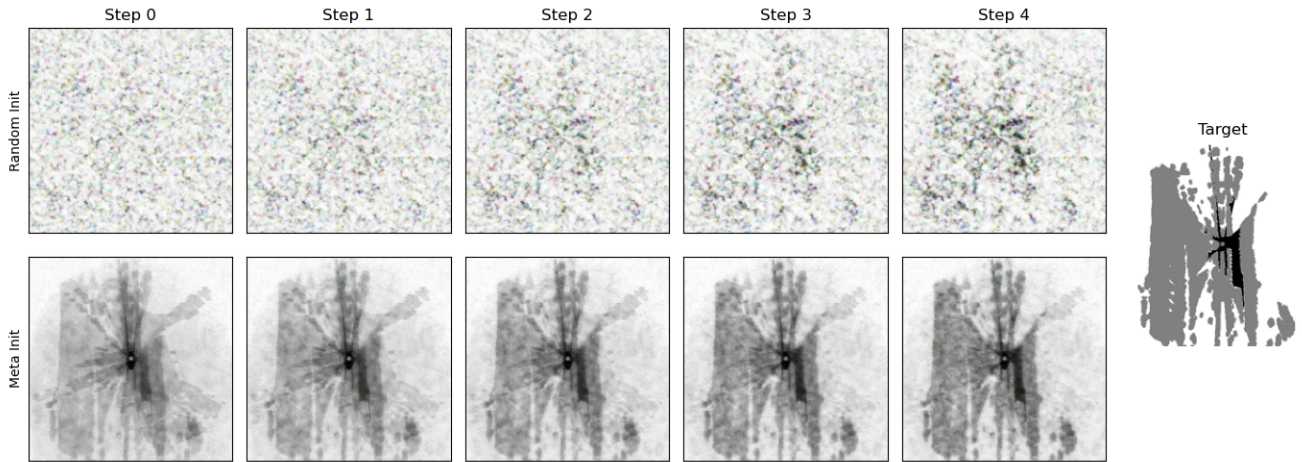 Step 0
Step 1
Step 2
Step 3
Step 4
Random Init
Target
Meta Init